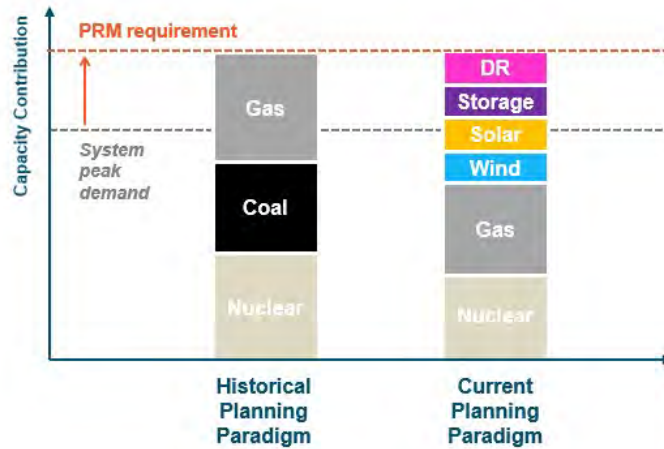 Capacity Contribution
PRM requirement
System
peak
demand
Gas
Coal
Nuclear
DR
Storage
Solar
Wind
Gas
Nuclear
Historical
Planning
Paradigm
Current
Planning
Paradigm